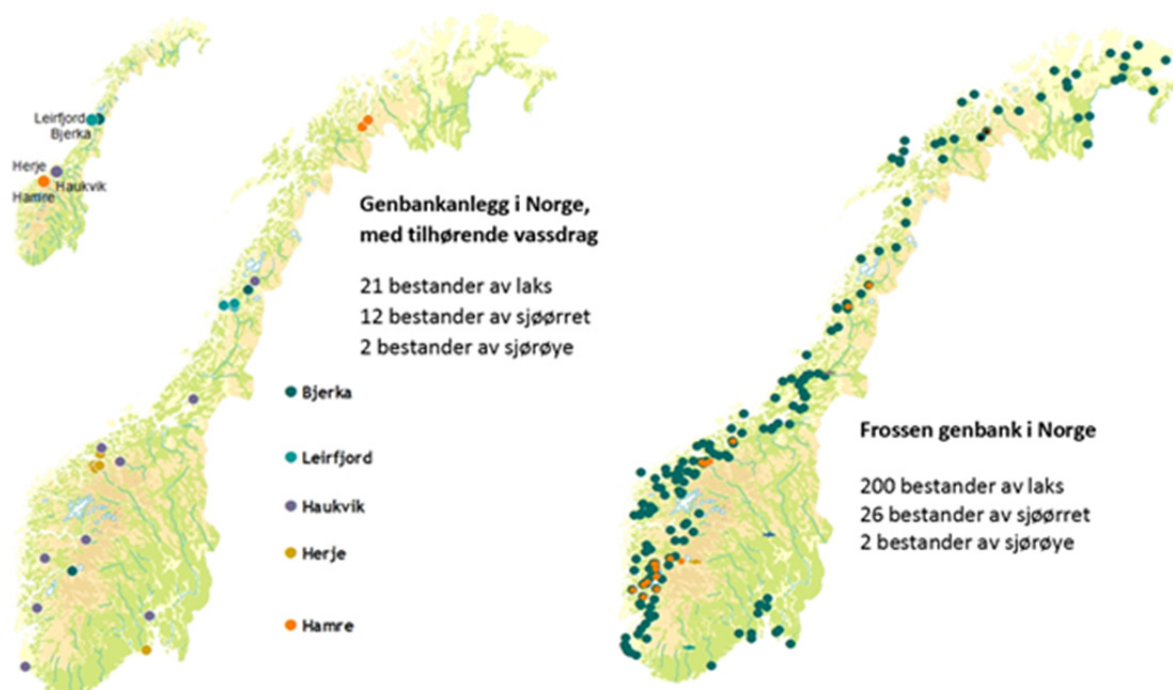 Leirfjord
Bjerka
Herje
Haukvik
Hamre
Genbankanlegg i Norge,
med tilhørende vassdrag
21 bestander av laks
12 bestander av sjøørret
2 bestander av sjørøye
Bjerka
Leirfjord
Haukvik
Herje
Hamre
Frossen genbank i Norge
200 bestander av laks
26 bestander av sjøørret
2 bestander av sjørøye